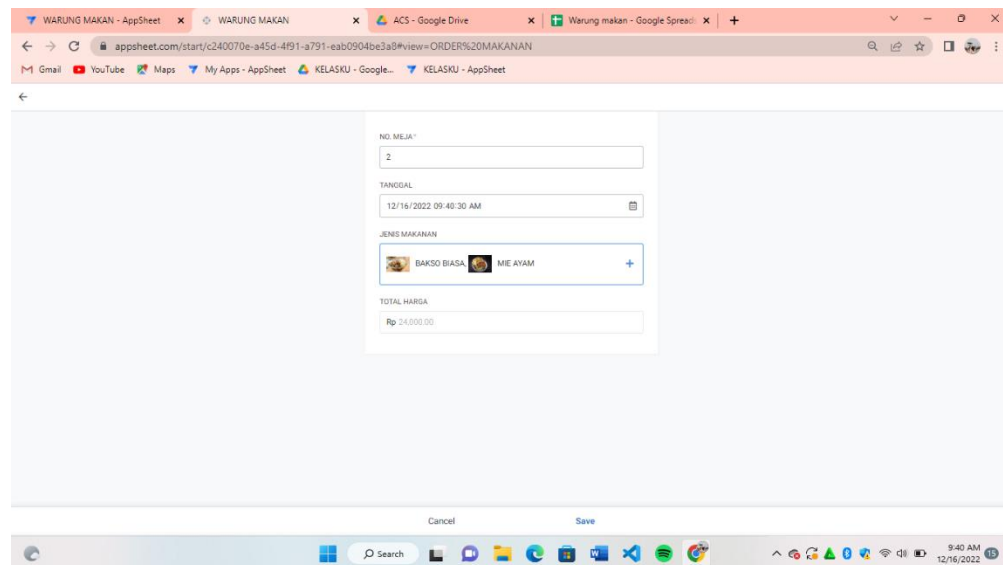 WARUNG MAKAN - AppSheet
WARUNG MAKAN
ACS - Google Drive
Warung makan - Google Spreads
appsheet.com/start/c240070e-a45d-4f91-a791-eab0904be3a8#view=ORDER%20MAKANAN
Gmail YouTube Maps My Apps - AppSheet KELASKU - Google... KELASKU - AppSheet
NO. MEJA*
2
TANGGAL
12/16/2022 09:40:30 AM
JENIS MAKANAN
BAKSO BIASA, MIE AYAM
TOTAL HARGA
Rp 24,000.00
Cancel Save
Search
9:40 AM
12/16/2022
15